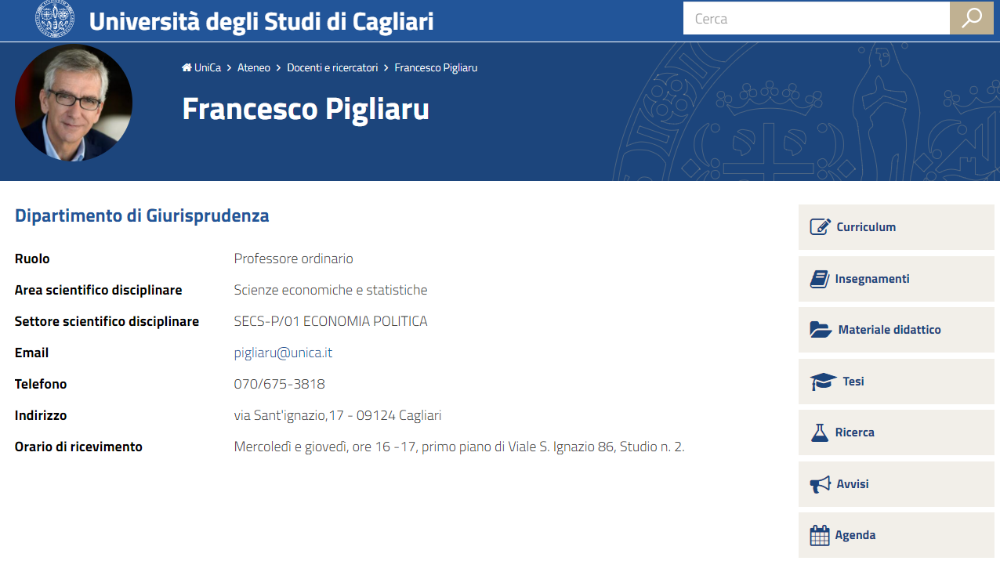 Università degli Studi di Cagliari
Cerca
UniCa > Ateneo > Docenti e ricercatori > Francesco Pigliaru
Francesco Pigliaru
Dipartimento di Giurisprudenza
Ruolo Professore ordinario
Area scientifico disciplinare Scienze economiche e statistiche
Settore scientifico disciplinare SECS-P/01 ECONOMIA POLITICA
Email pigliaru@unica.it
Telefono 070/675-3818
Indirizzo via Sant'ignazio,17 - 09124 Cagliari
Orario di ricevimento Mercoledì e giovedì, ore 16 -17, primo piano di Viale S. Ignazio 86, Studio n. 2.
Curriculum
Insegnamenti
Materiale didattico
Tesi
Ricerca
Avvisi
Agenda